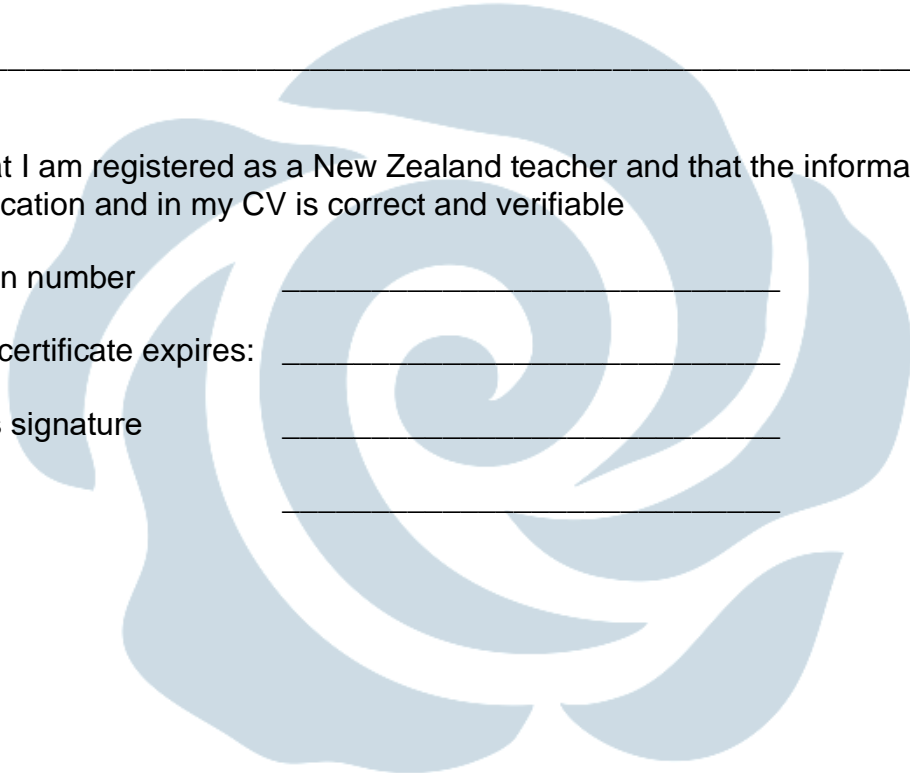 t I am registered as a New Zealand teacher and that the informa
cation and in my CV is correct and verifiable
n number
certificate expires:
s signature